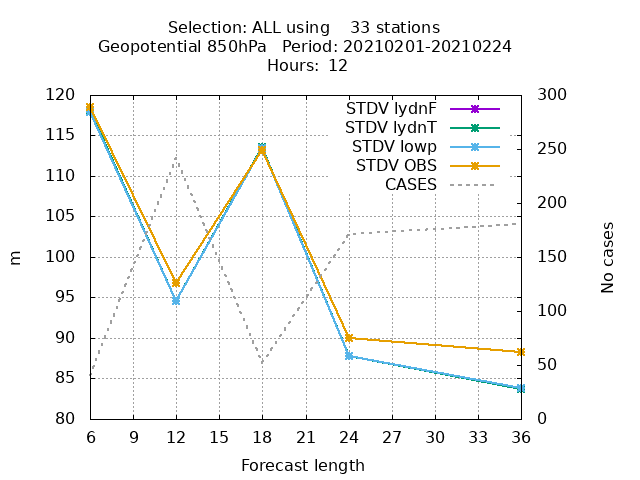 Selection: ALL using    33 stations
Geopotential 850hPa   Period: 20210201-20210224
Hours:  12
STDV lydnF
STDV lydnT
STDV lowp
STDV OBS
CASES
120
115
110
105
100
95
90
85
80
m
300
250
200
150
100
50
0
No cases
6 9 12 15 18 21 24 27 30 33 36
Forecast length